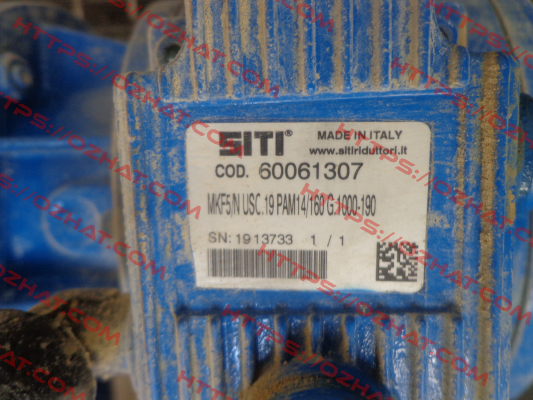 SITI® MADE IN ITALY
www.sitiriduttori.it
COD. 60061307
MKF5/N USC.19 PAM14/160 G.1000-190
SN: 1913733 1 / 1
HTTPS://OZHAT.COM